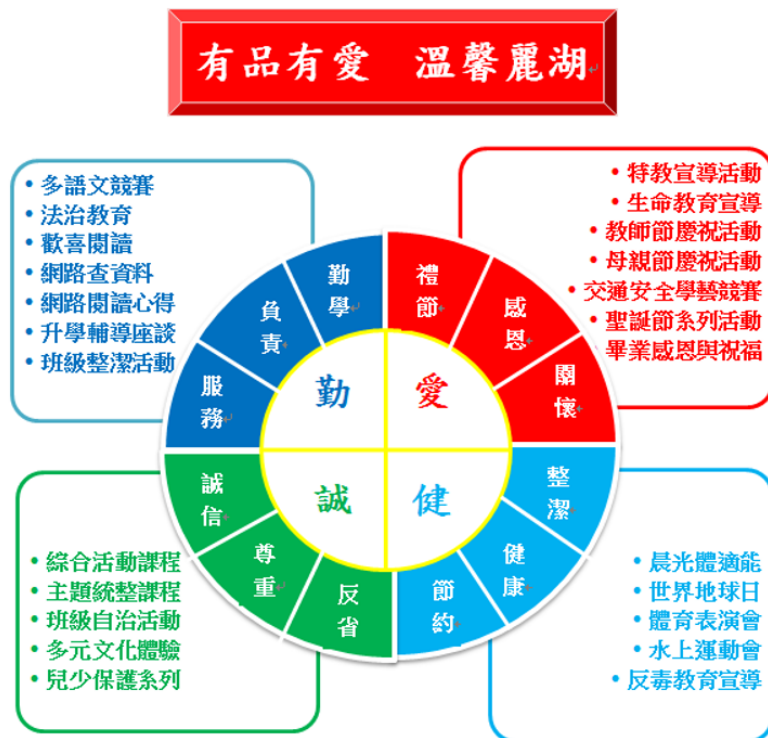 有品有愛　溫馨麗湖
• 多語文競賽
• 法治教育
• 歡喜閱讀
• 網路查資料
• 網路閱讀心得
• 升學輔導座談
• 班級整潔活動
• 特教宣導活動
• 生命教育宣導
• 教師節慶祝活動
• 母親節慶祝活動
• 交通安全學藝競賽
• 聖誕節系列活動
• 畢業感恩與祝福
勤學
負責
服務
禮節
感恩
關懷
勤
愛
誠
健
誠信
尊重
反省
整潔
健康
節約
• 綜合活動課程
• 主題統整課程
• 班級自治活動
• 多元文化體驗
• 兒少保護系列
• 晨光體適能
• 世界地球日
• 體育表演會
• 水上運動會
• 反毒教育宣導